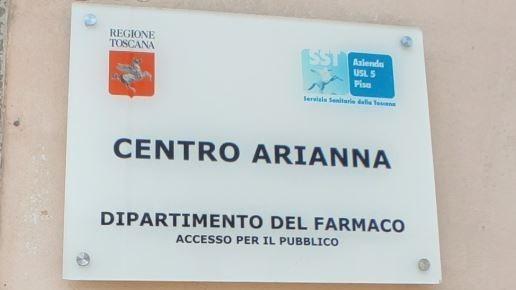 REGIONE
TOSCANA
SST
Azienda
USL 5
Pisa
Servizio Sanitario della Toscana
CENTRO ARIANNA
DIPARTIMENTO DEL FARMACO
ACCESSO PER IL PUBBLICO